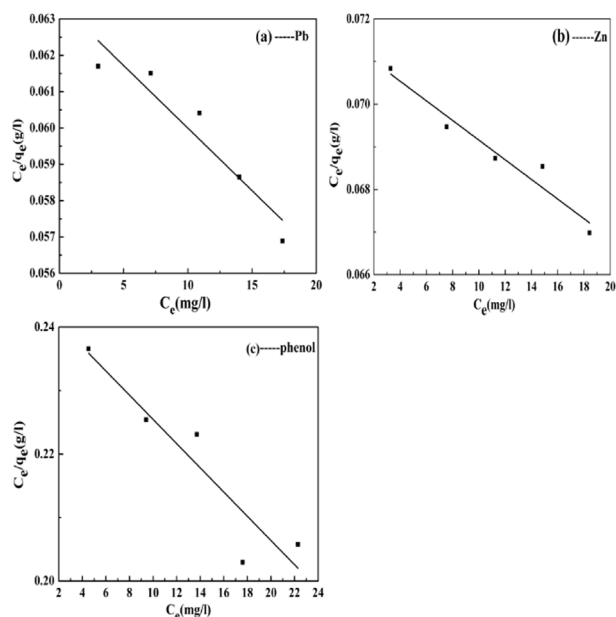 (a) ----Pb
0.063
0.062
0.061
0.060
0.059
0.058
0.057
0.056
Ce/qe(g/l)
0 5 10 15 20
Ce(mg/l)
(b) ----Zn
0.072
0.070
0.068
0.066
Ce/qe(g/l)
2 4 6 8 10 12 14 16 18 20
Ce(mg/l)
(c)----phenol
0.24
0.22
0.20
Ce/qe(g/l)
2 4 6 8 10 12 14 16 18 20 22 24
Ce(mg/l)